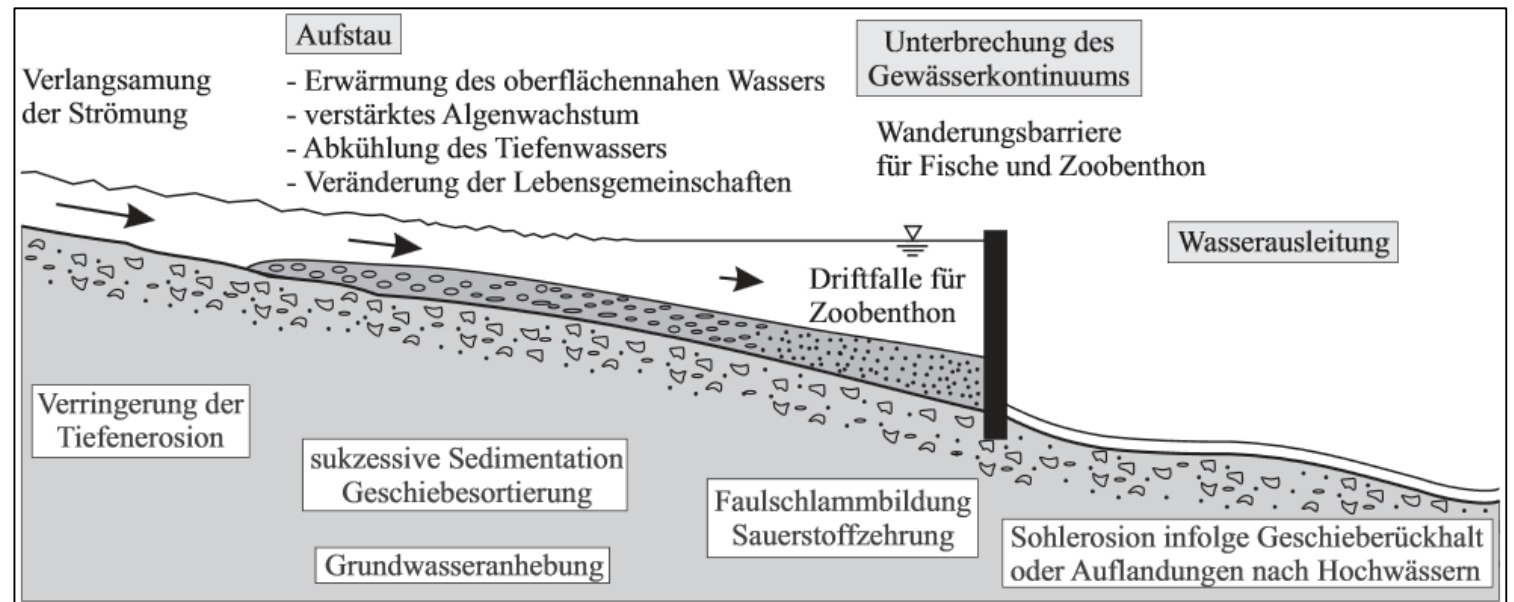 Aufstau
Unterbrechung des
Gewässerkontinuums
Verlangsamung
der Strömung
- Erwärmung des oberflächennahen Wassers
- verstärktes Algenwachstum
- Abkühlung des Tiefenwassers
- Veränderung der Lebensgemeinschaften
Wanderungsbarriere
für Fische und Zoobenthon
Wasserausleitung
Driftfalle für
Zoobenthon
Verringerung der
Tiefenerosion
sukzessive Sedimentation
Geschiebesortierung
Grundwasseranhebung
Faulschlammbildung
Sauerstoffzehrung
Sohlerosion infolge Geschieberückhalt
oder Auflandungen nach Hochwässern